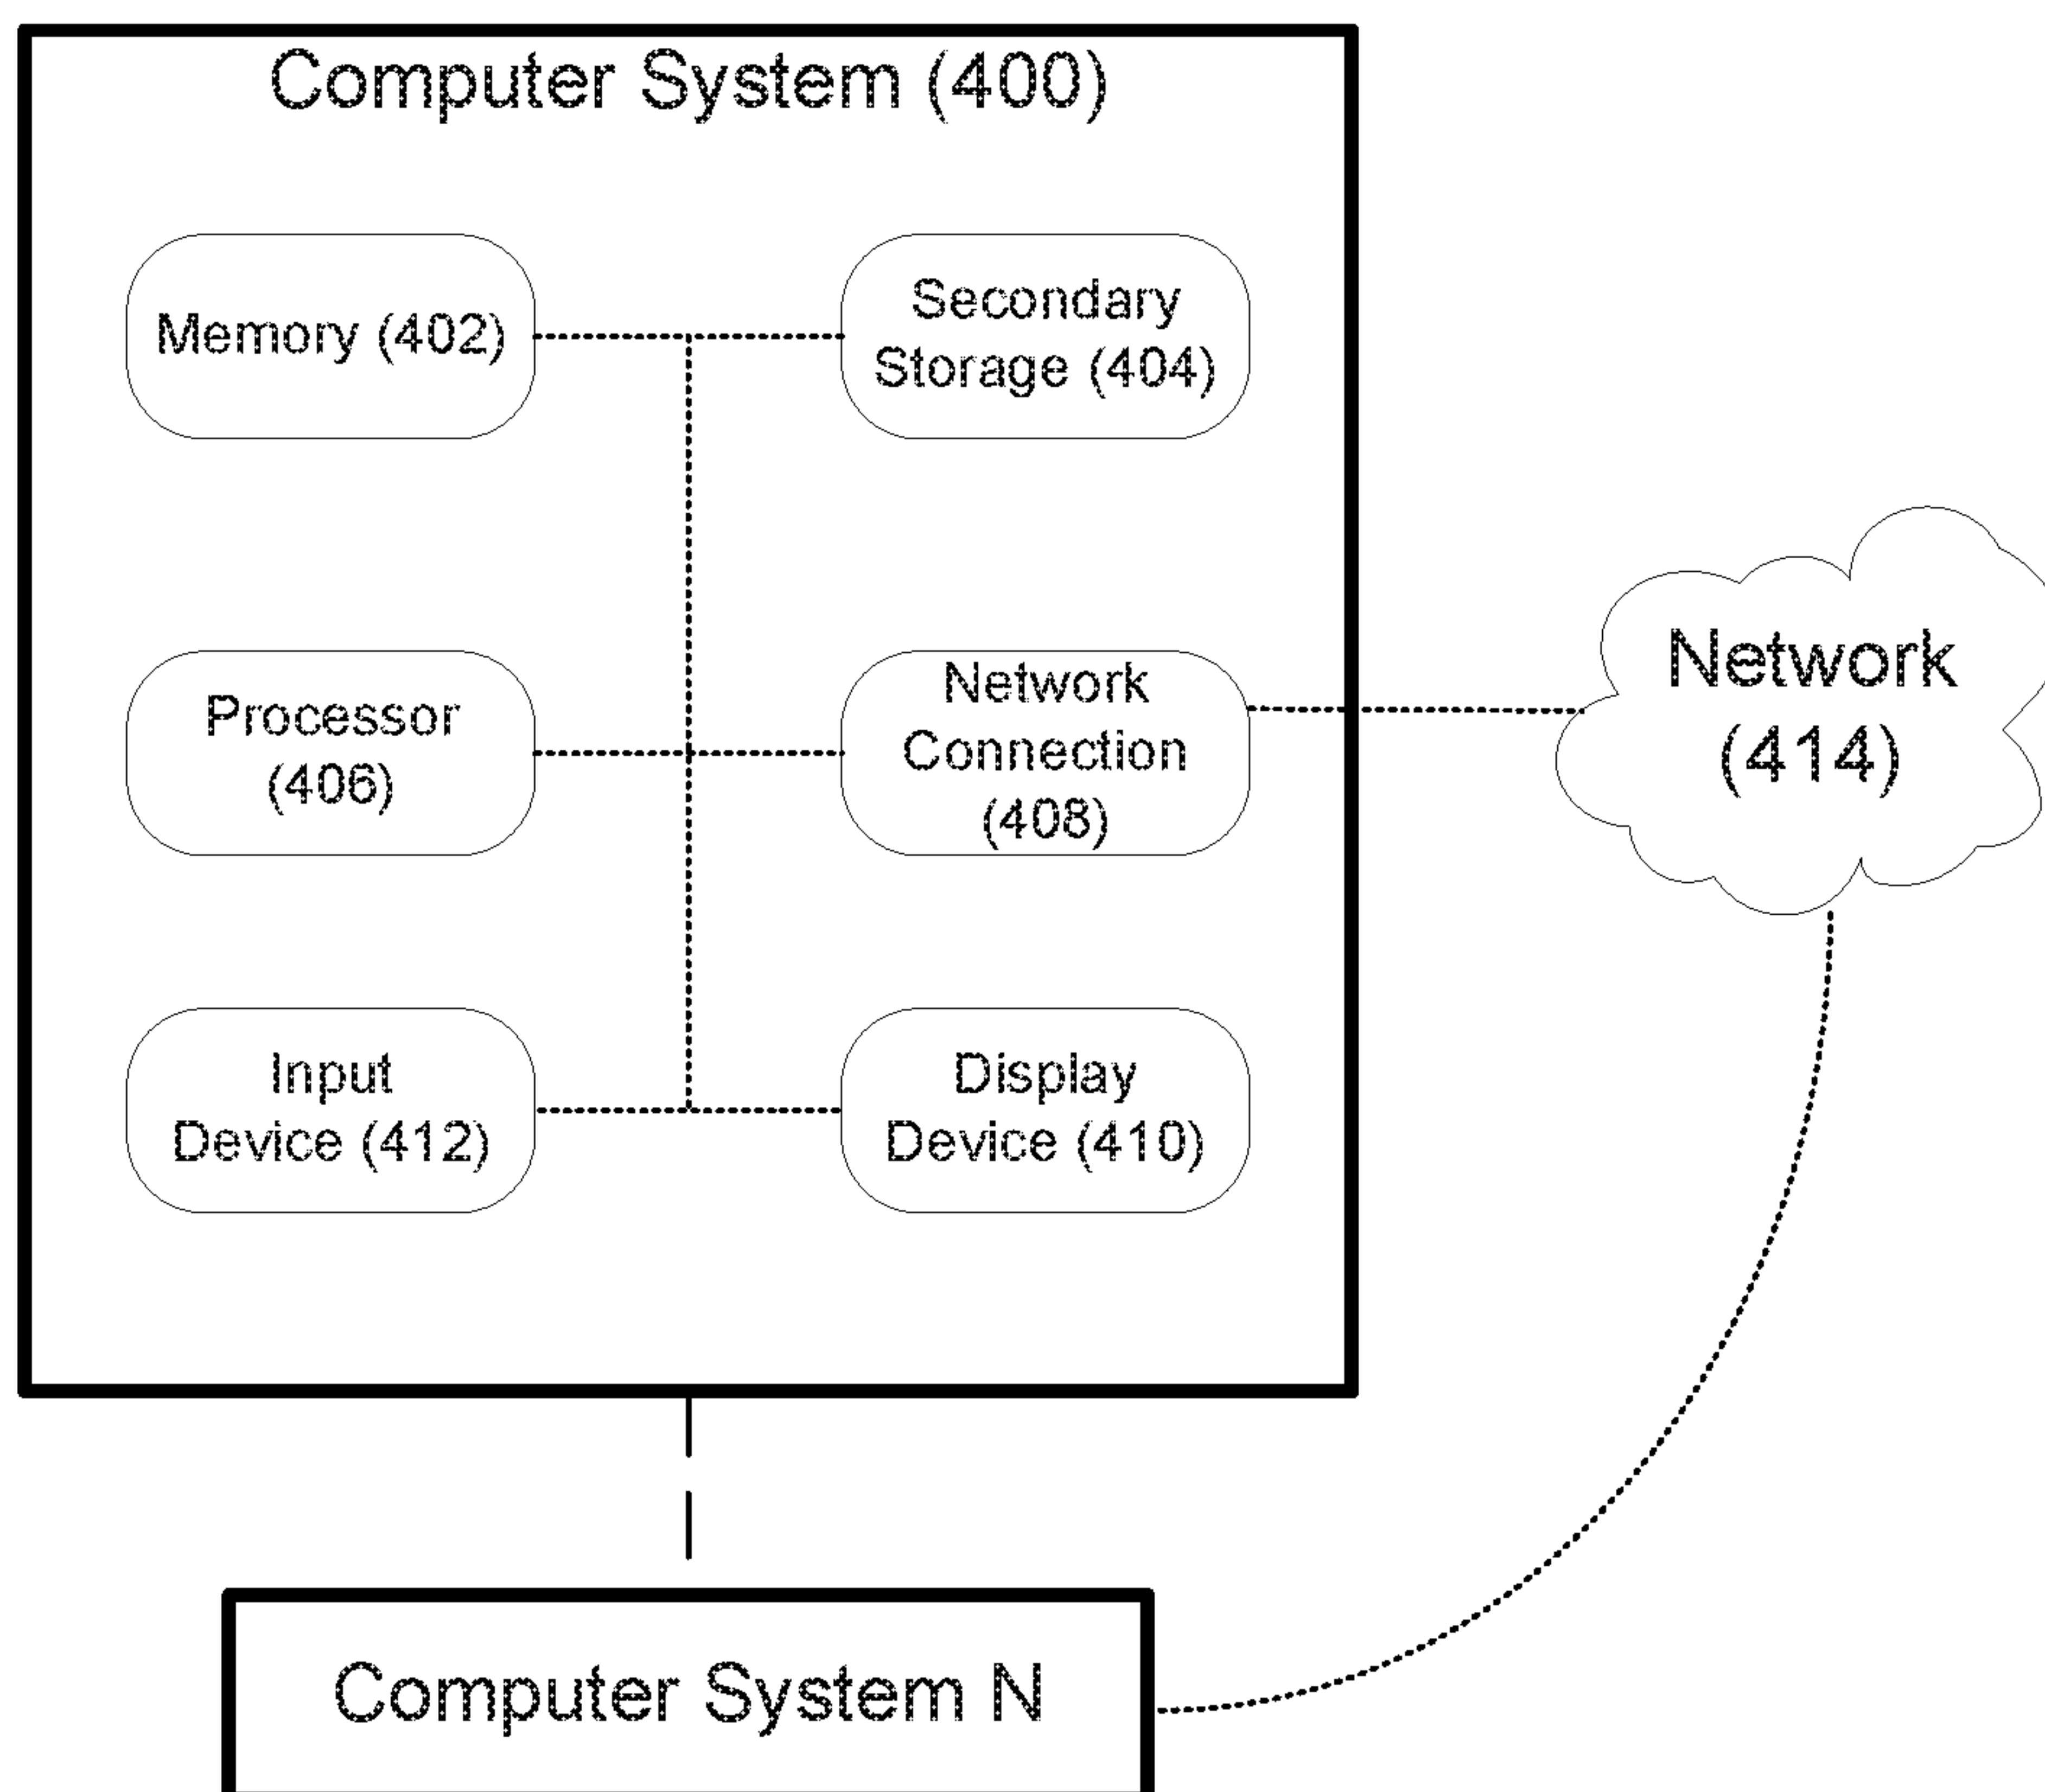 Computer System (400)
Memory (402)
Secondary
Storage (404)
Processor
(406)
Network
Connection
(408)
Network
(414)
Input
Device (412)
Display
Device (410)
Computer System N